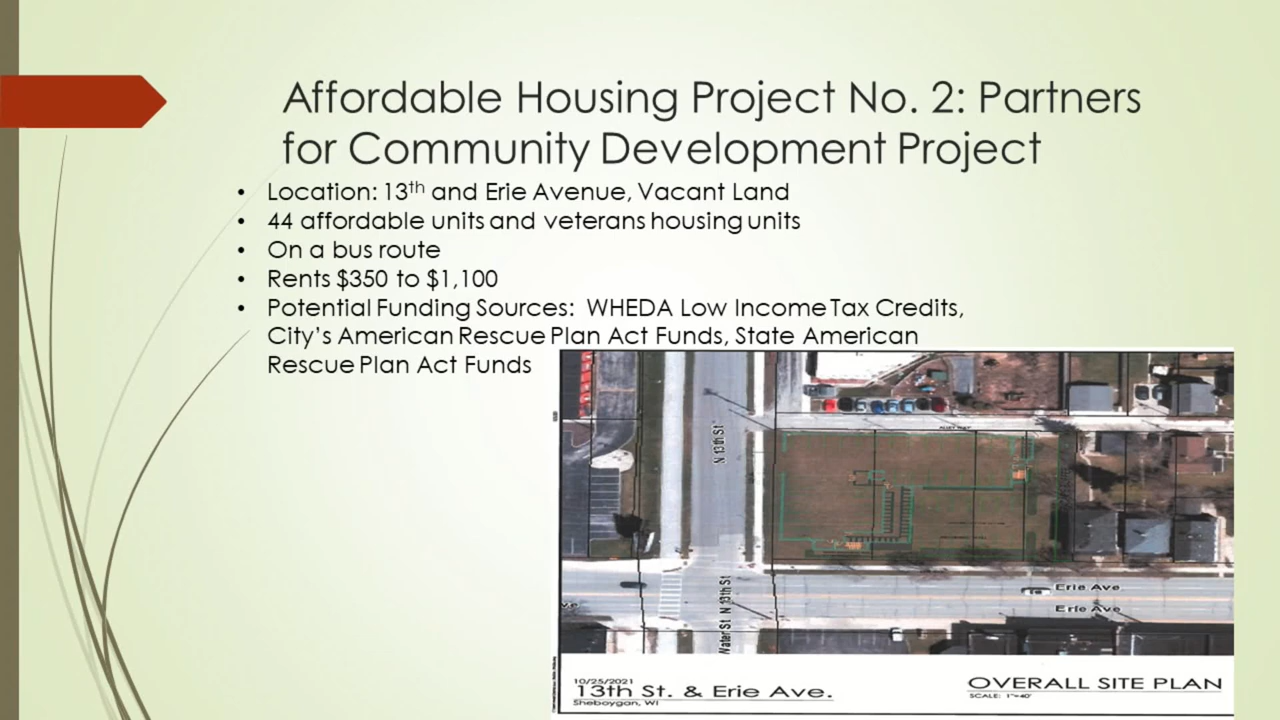 Affordable Housing Project No. 2: Partners
for Community Development Project
• Location: 13th and Erie Avenue, Vacant Land
• 44 affordable units and veterans housing units
• On a bus route
• Rents $350 to $1,100
• Potential Funding Sources: WHEDA Low Income Tax Credits,
City's American Rescue Plan Act Funds, State American
Rescue Plan Act Funds
N 13th St
Erie Ave
Erie Ave
Water St N 13th St
10/25/2021
13th St. & Erie Ave.
Sheboygan, WI
OVERALL SITE PLAN
SCALE: 1"=40'